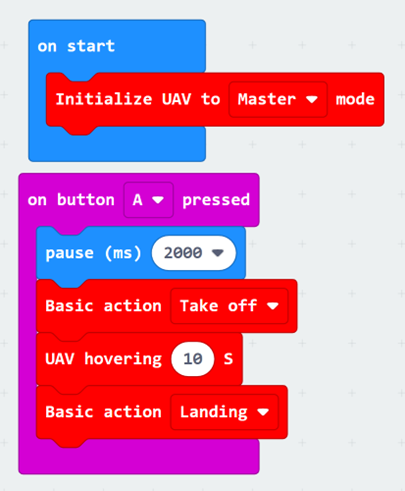 on start
Initialize UAV to Master mode
on button A pressed
pause (ms) 2000
Basic action Take off
UAV hovering 10 S
Basic action Landing